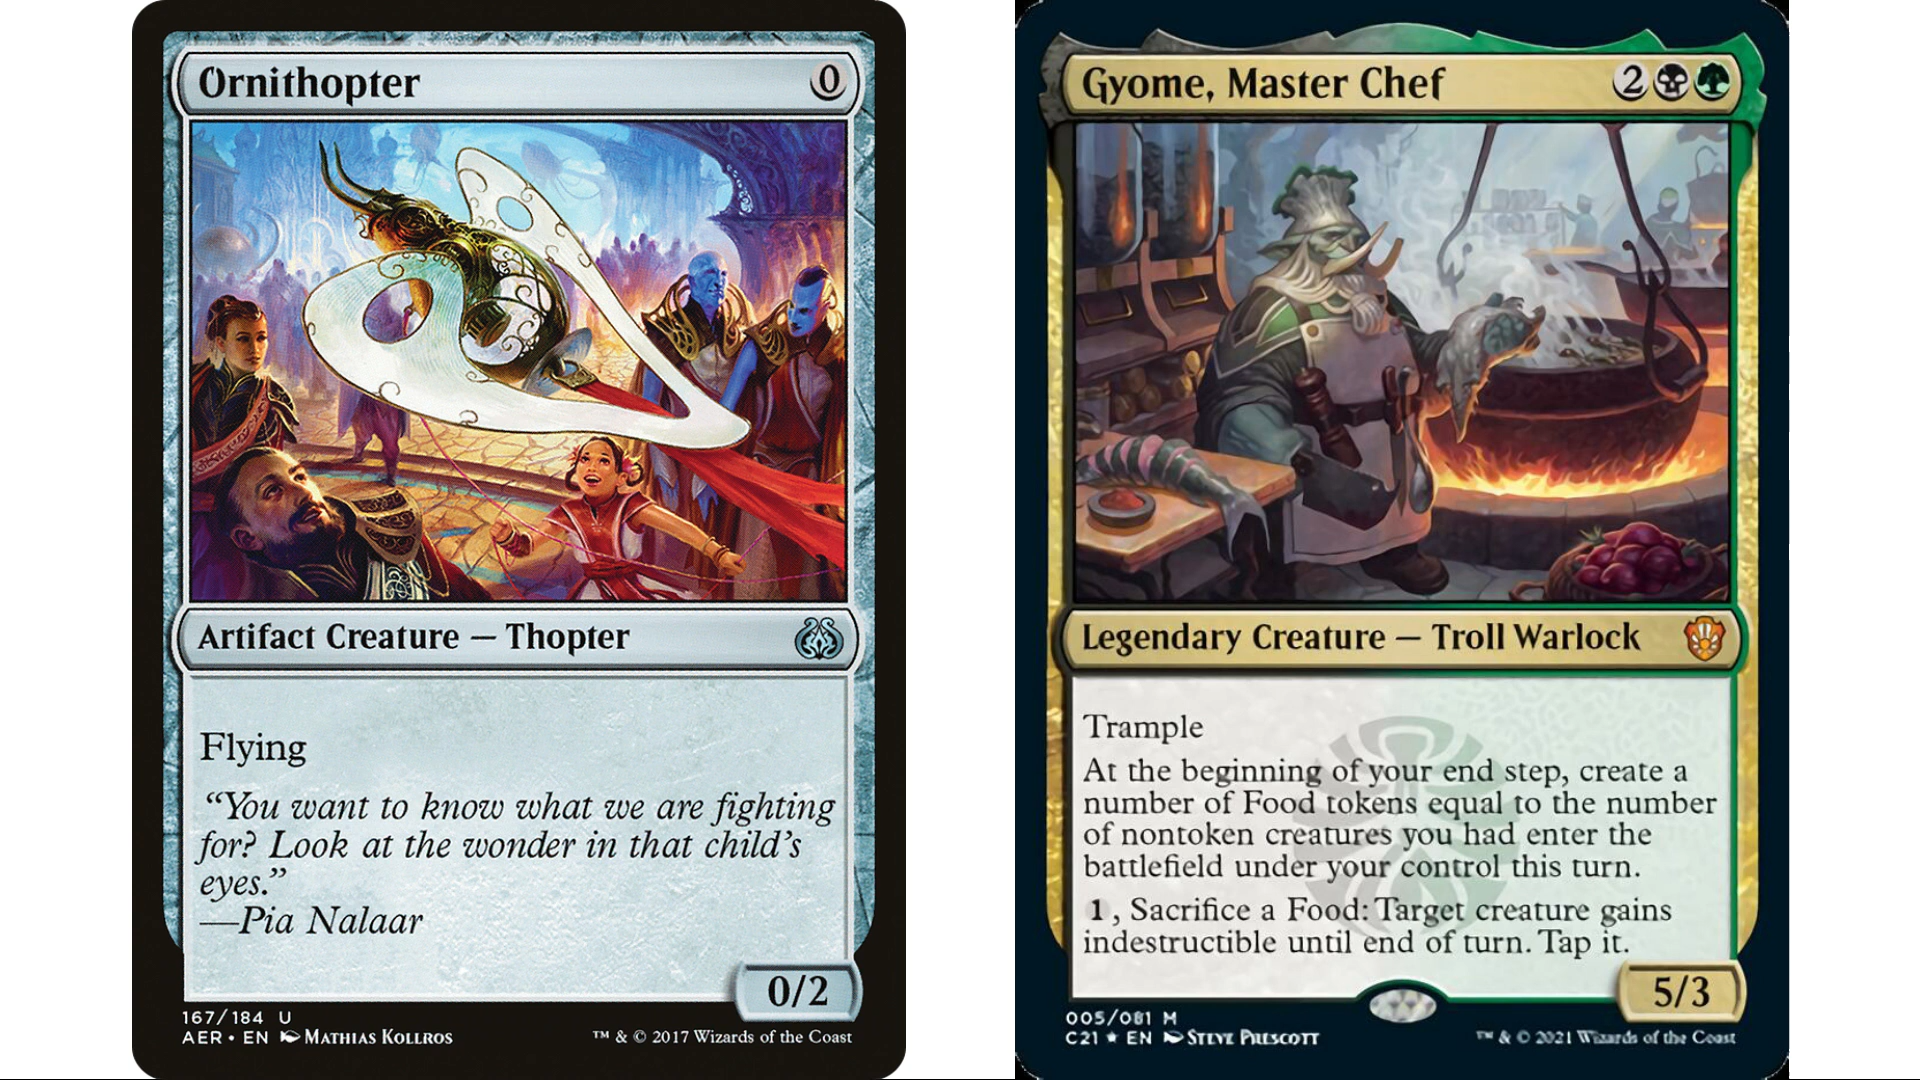 Ornithopter 0
Artifact Creature — Thopter
Flying
“You want to know what we are fighting
for? Look at the wonder in that child’s
eyes.”
—Pia Nalaar
0/2
167/184 U
AER • EN Mathias Kollros
™ & © 2017 Wizards of the Coast
Gyome, Master Chef 2
Legendary Creature — Troll Warlock
Trample
At the beginning of your end step, create a
number of Food tokens equal to the number
of nontoken creatures you had enter the
battlefield under your control this turn.
1, Sacrifice a Food: Target creature gains
indestructible until end of turn. Tap it.
5/3
005/081 M
C21 ★ EN Steve Prescott
™ & © 2021 Wizards of the Coast